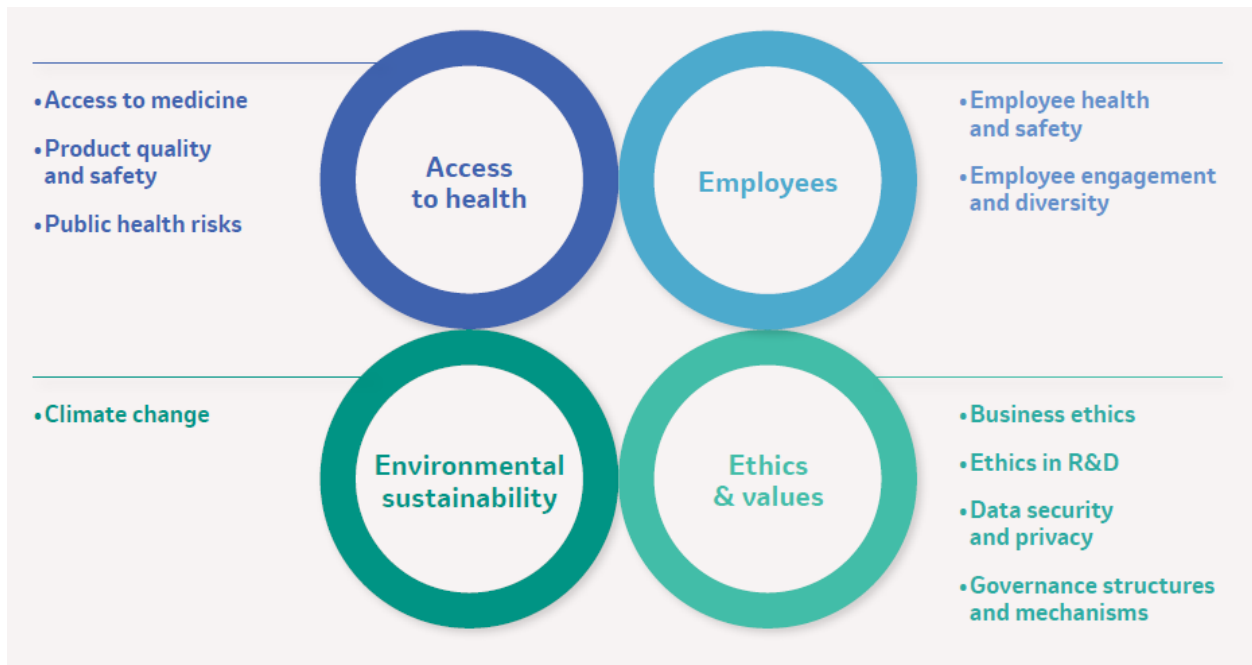 Access
to health
• Access to medicine
• Product quality
and safety
• Public health risks
Employees
• Employee health
and safety
• Employee engagement
and diversity
Environmental
sustainability
• Climate change
Ethics
& values
• Business ethics
• Ethics in R&D
• Data security
and privacy
• Governance structures
and mechanisms